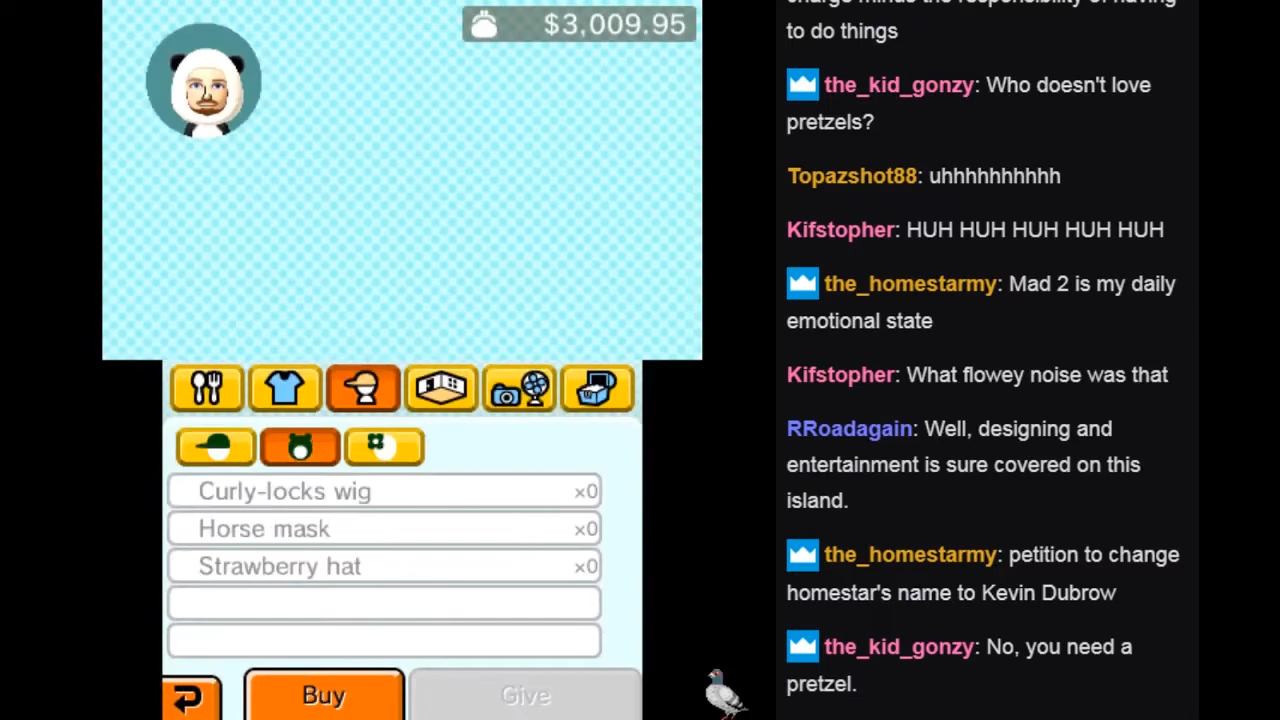 $3,009.95
Curly-locks wig ×0
Horse mask ×0
Strawberry hat ×0
Buy
Give
to do things
the_kid_gonzy: Who doesn't love
pretzels?
Topazshot88: uhhhhhhhhhh
Kifstopher: HUH HUH HUH HUH HUH
the_homestarmy: Mad 2 is my daily
emotional state
Kifstopher: What flowey noise was that
RRoadagain: Well, designing and
entertainment is sure covered on this
island.
the_homestarmy: petition to change
homestar's name to Kevin Dubrow
the_kid_gonzy: No, you need a
pretzel.